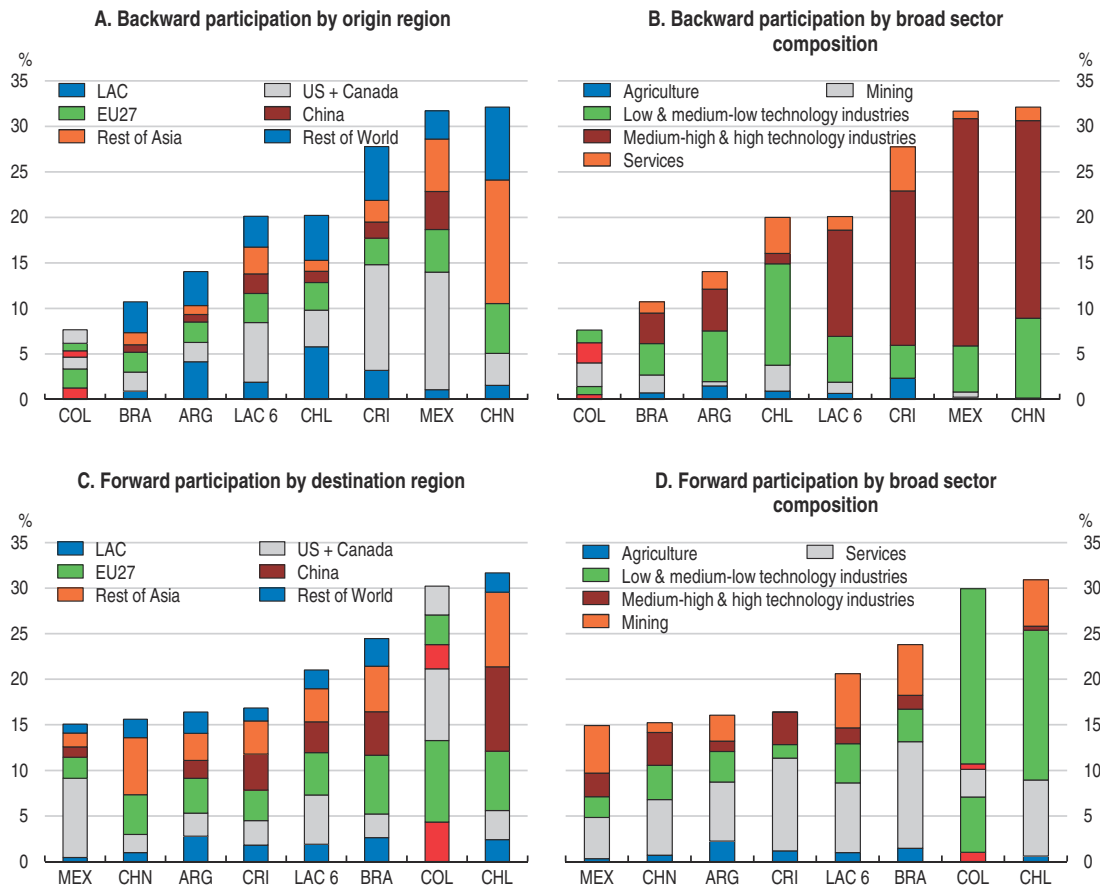 A. Backward participation by origin region
%
35
30
25
20
15
10
5
0
LAC
US + Canada
EU27
China
Rest of Asia
Rest of World
COL BRA ARG LAC 6 CHL CRI MEX CHN
B. Backward participation by broad sector
composition
%
35
30
25
20
15
10
5
0
Agriculture
Mining
Low & medium-low technology industries
Medium-high & high technology industries
Services
COL BRA ARG CHL LAC 6 CRI MEX CHN
C. Forward participation by destination region
%
35
30
25
20
15
10
5
0
LAC
US + Canada
EU27
China
Rest of Asia
Rest of World
MEX CHN ARG CRI LAC 6 BRA COL CHL
D. Forward participation by broad sector
composition
%
35
30
25
20
15
10
5
0
Agriculture
Services
Low & medium-low technology industries
Medium-high & high technology industries
Mining
MEX CHN ARG CRI LAC 6 BRA COL CHL